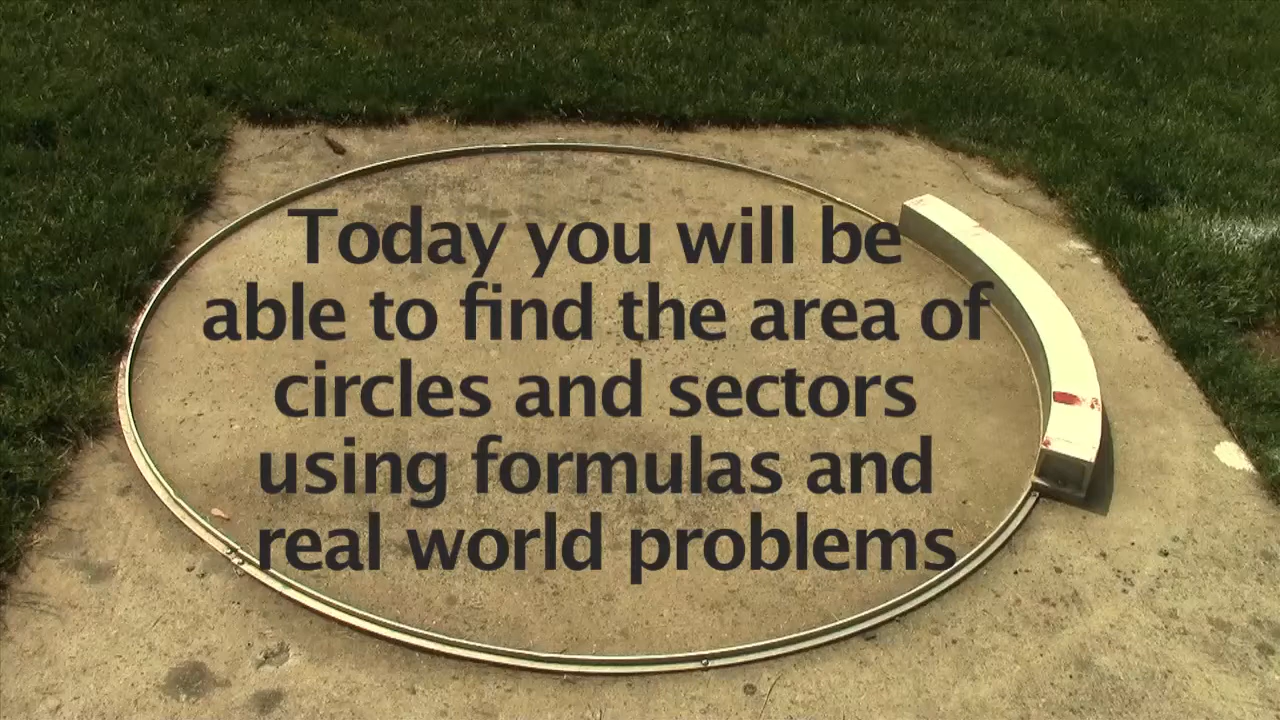 Today you will be
able to find the area of
circles and sectors
using formulas and
real world problems